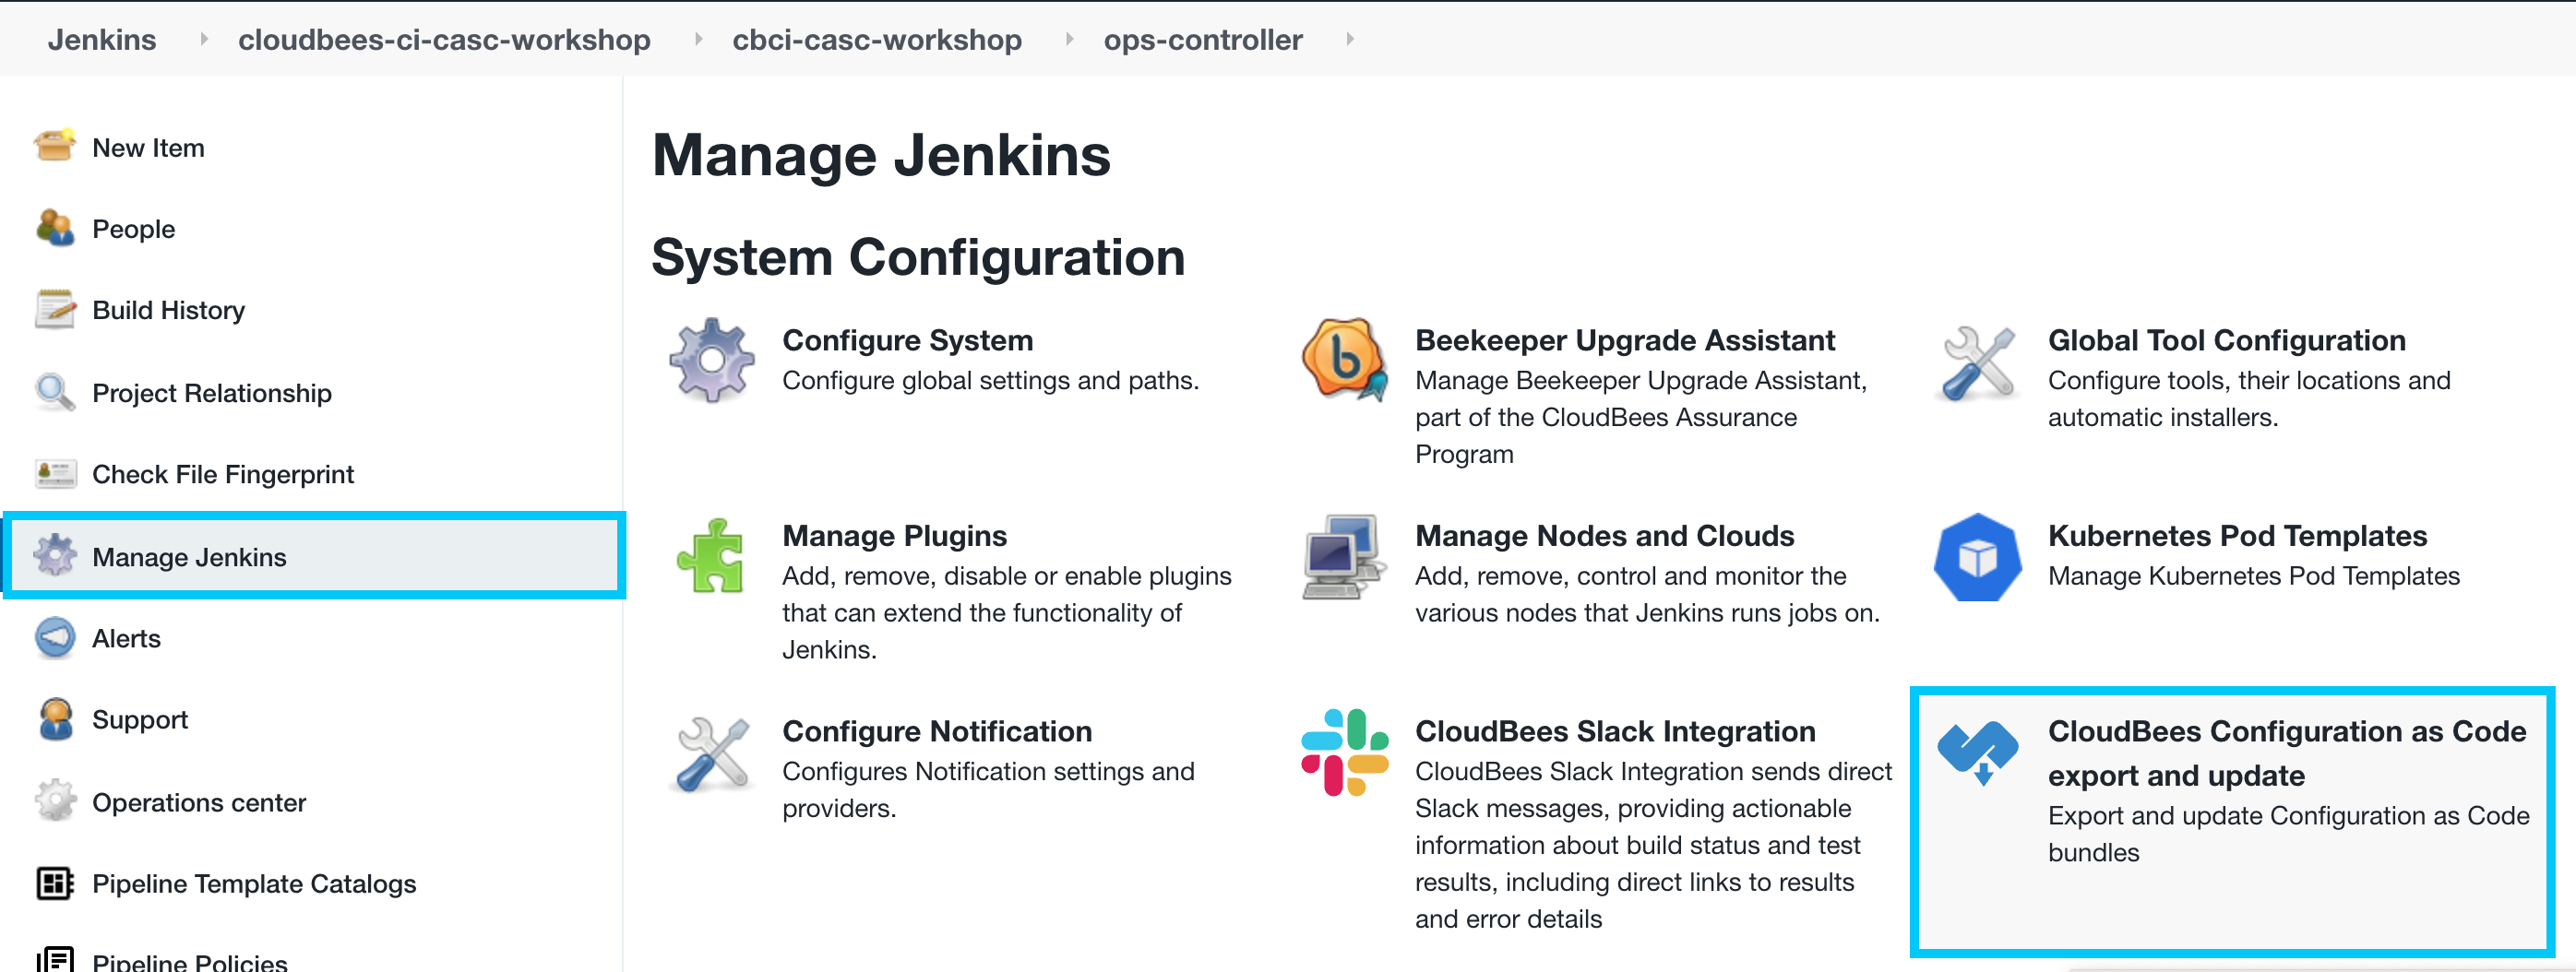 Jenkins cloudbees-ci-casc-workshop cbci-casc-workshop ops-controller
New Item
People
Build History
Project Relationship
Check File Fingerprint
Manage Jenkins
Alerts
Support
Operations center
Pipeline Template Catalogs
Pipeline Policies
Manage Jenkins
System Configuration
Configure System
Configure global settings and paths.
Beekeeper Upgrade Assistant
Manage Beekeeper Upgrade Assistant,
part of the CloudBees Assurance
Program
Global Tool Configuration
Configure tools, their locations and
automatic installers.
Manage Plugins
Add, remove, disable or enable plugins
that can extend the functionality of
Jenkins.
Manage Nodes and Clouds
Add, remove, control and monitor the
various nodes that Jenkins runs jobs on.
Kubernetes Pod Templates
Manage Kubernetes Pod Templates
Configure Notification
Configures Notification settings and
providers.
CloudBees Slack Integration
CloudBees Slack Integration sends direct
Slack messages, providing actionable
information about build status and test
results, including direct links to results
and error details
CloudBees Configuration as Code
export and update
Export and update Configuration as Code
bundles